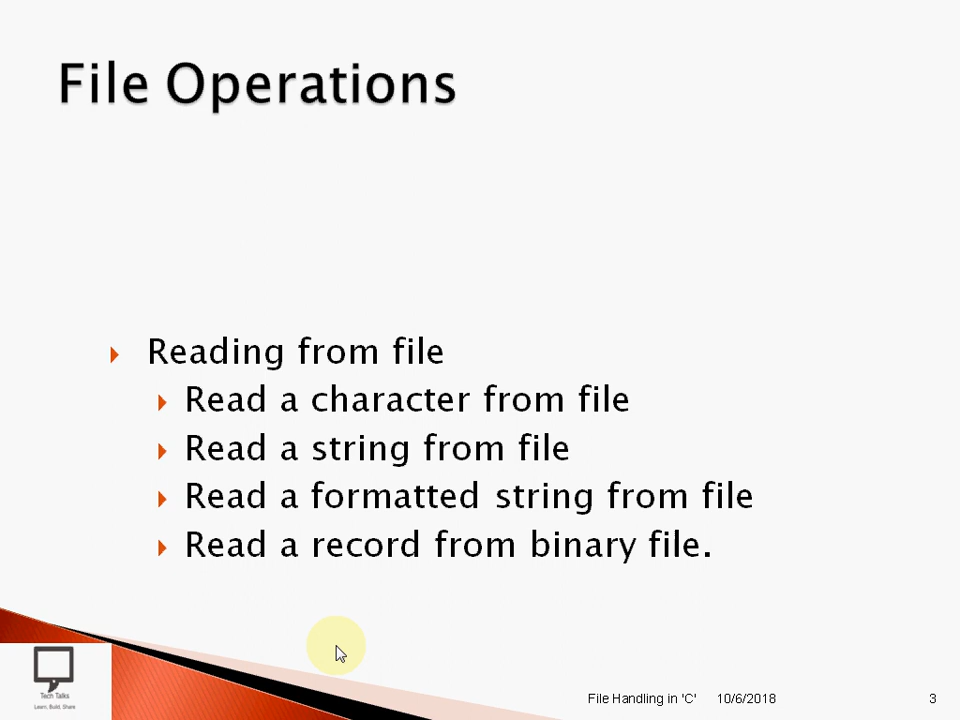 File Operations
Reading from file
Read a character from file
Read a string from file
Read a formatted string from file
Read a record from binary file.
Tech Talks
Learn. Build. Share
File Handling in 'C' 10/6/2018 3